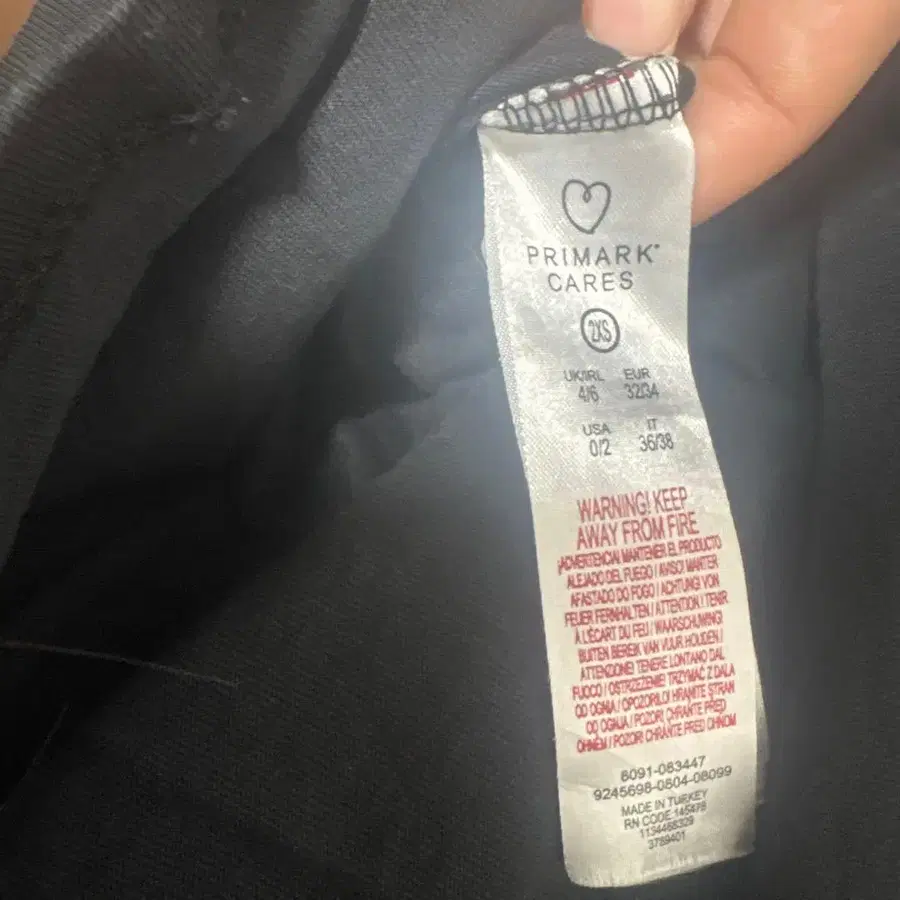 PRIMARK®
CARES
2XS
UK/IRL EUR
4/6 32/34
USA IT
0/2 36/38
WARNING! KEEP
AWAY FROM FIRE
¡ADVERTENCIA! MANTENER EL PRODUCTO
ALEJADO DEL FUEGO / AVISO! MANTER
AFASTADO DO FOGO / ACHTUNG! VON
FEUER FERNHALTEN / ATTENTION ! TENIR
À L'ÉCART DU FEU / WAARSCHUWING!
BUITEN BEREIK VAN VUUR HOUDEN /
ATTENZIONE! TENERE LONTANO DAL
FUOCO / OSTRZEŻENIE! TRZYMAĆ Z DALA
OD OGNIA / OPOZORILO! HRANITE STRAN
OD OGNJA / POZOR! CHRAŇTE PŘED
OHNĚM / POZOR! CHRÁŇTE PRED OHŇOM
6091-083447
9245698-0804-08099
MADE IN TURKEY
RN CODE 145478
1134468329
3789401